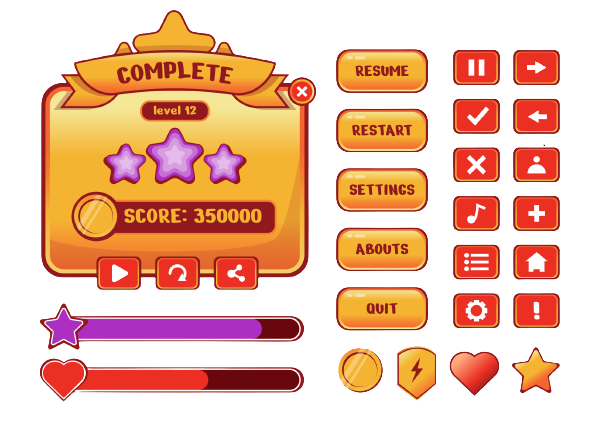 COMPLETE
level 12
SCORE: 350000
RESUME
RESTART
SETTINGS
ABOUTS
QUIT